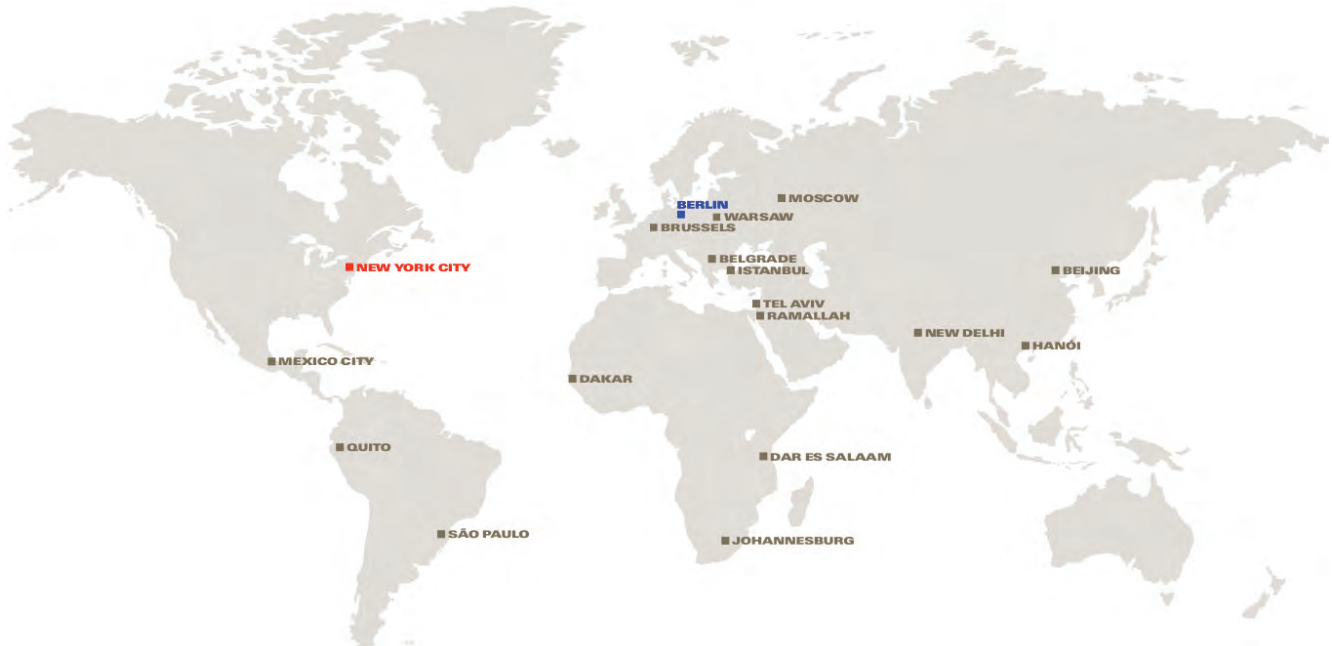 MOSCOW
BERLIN
WARSAW
BRUSSELS
BELGRADE
NEW YORK CITY
ISTANBUL
BEIJING
TEL AVIV
RAMALLAH
NEW DELHI
HANÓI
MEXICO CITY
DAKAR
QUITO
DAR ES SALAAM
SÃO PAULO
JOHANNESBURG